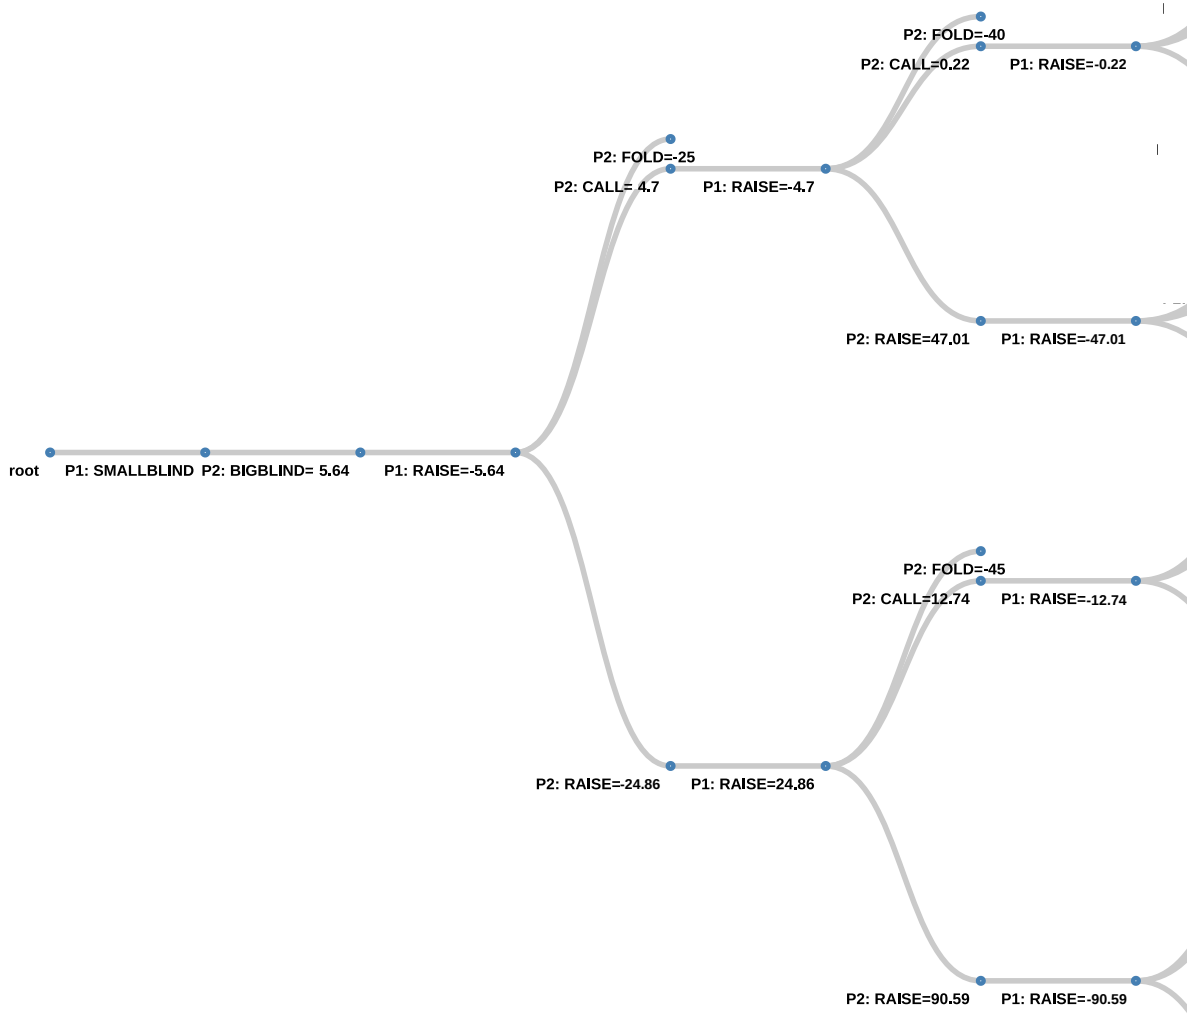 P2: FOLD=-40
P2: CALL=0.22
P1: RAISE=-0.22
P2: FOLD=-25
P2: CALL= 4.7
P1: RAISE=-4.7
P2: RAISE=47.01
P1: RAISE=-47.01
root
P1: SMALLBLIND
P2: BIGBLIND= 5.64
P1: RAISE=-5.64
P2: FOLD=-45
P2: CALL=12.74
P1: RAISE=-12.74
P2: RAISE=-24.86
P1: RAISE=24.86
P2: RAISE=90.59
P1: RAISE=-90.59